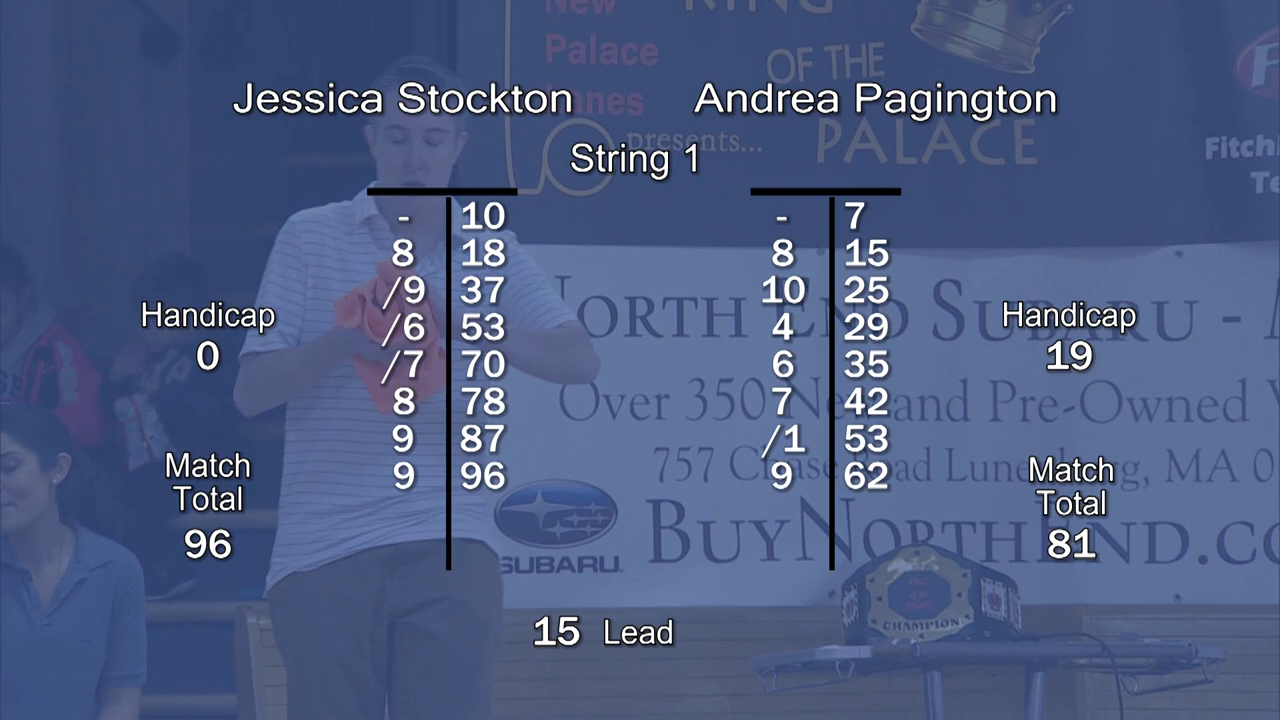 New
KING
Palace
OF THE
Lanes
presents...
PALACE
Jessica Stockton
Andrea Pagington
String 1
- 10
8 18
/9 37
/6 53
/7 70
8 78
9 87
9 96
- 7
8 15
10 25
4 29
6 35
7 42
/1 53
9 62
Handicap
0
Match
Total
96
Handicap
19
Match
Total
81
15 Lead
NORTH END SUBARU -
Over 350 New and Pre-Owned
757 Chase Road Lunenburg, MA 0
BUYNORTHEND.CO
SUBARU
CHAMPION